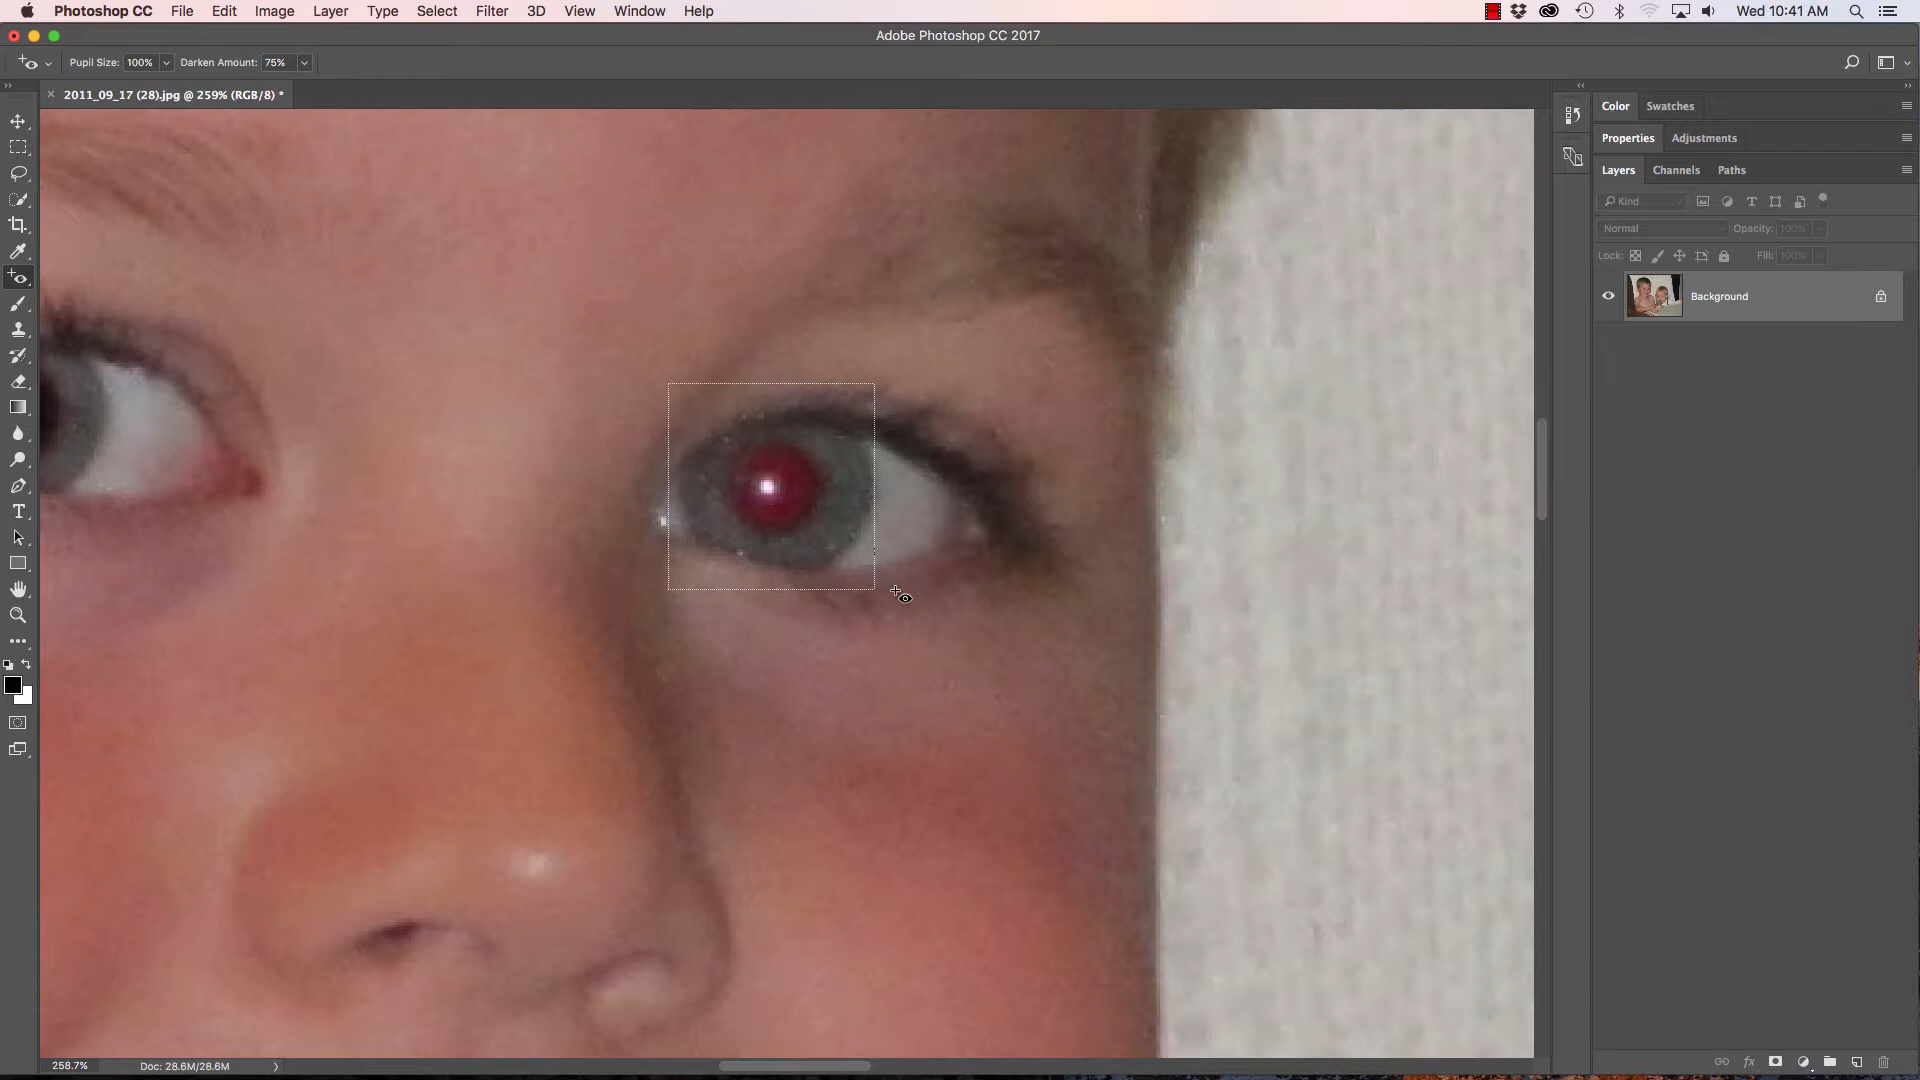 Photoshop CC File Edit Image Layer Type Select Filter 3D View Window Help Wed 10:41 AM
Adobe Photoshop CC 2017
Pupil Size: 100% Darken Amount: 75%
2011_09_17 (28).jpg @ 259% (RGB/8) *
Color Swatches
Properties Adjustments
Layers Channels Paths
Kind
Normal Opacity: 100%
Lock: Fill: 100%
Background
258.7% Doc: 28.6M/28.6M